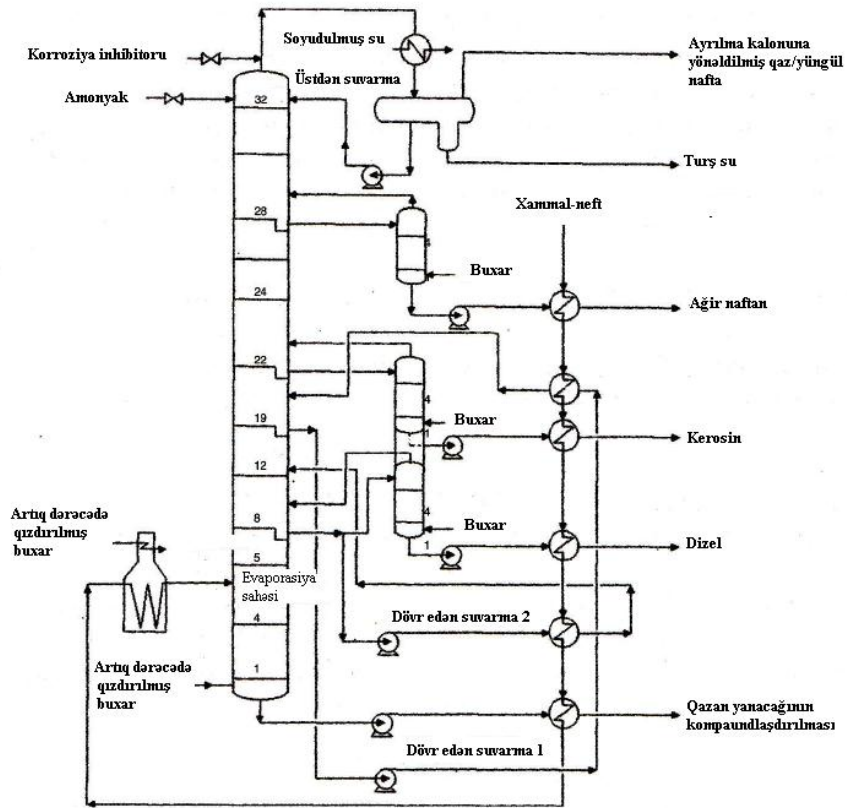 Korroziya inhibitoru
Soyudulmuş su
Ayrılma kalonuna
yönəldilmiş qaz/yüngül
nafta
Üstdən suvarma
Amonyak
32
Turş su
Xammal-neft
28
Buxar
24
Ağir naftan
22
4
Buxar
19
1
Kerosin
12
Artıq dərəcədə
qızdırılmış
buxar
4
8
Buxar
Dizel
1
5
Evaporasiya
sahəsi
Dövr edən suvarma 2
4
Artıq dərəcədə
qızdırılmış
buxar
1
Qazan yanacağının
kompaundlaşdırılması
Dövr edən suvarma 1